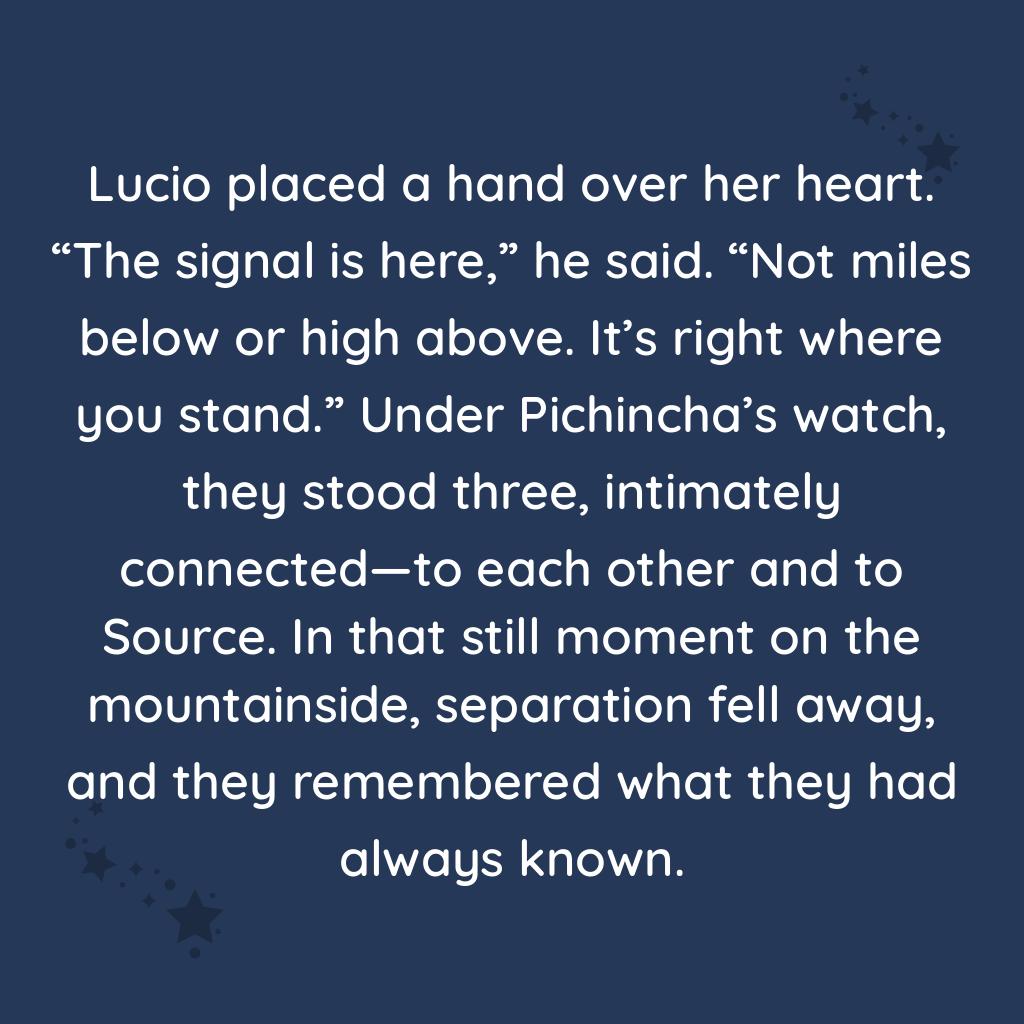 Lucio placed a hand over her heart.
“The signal is here,” he said. “Not miles
below or high above. It’s right where
you stand.” Under Pichincha’s watch,
they stood three, intimately
connected—to each other and to
Source. In that still moment on the
mountainside, separation fell away,
and they remembered what they had
always known.